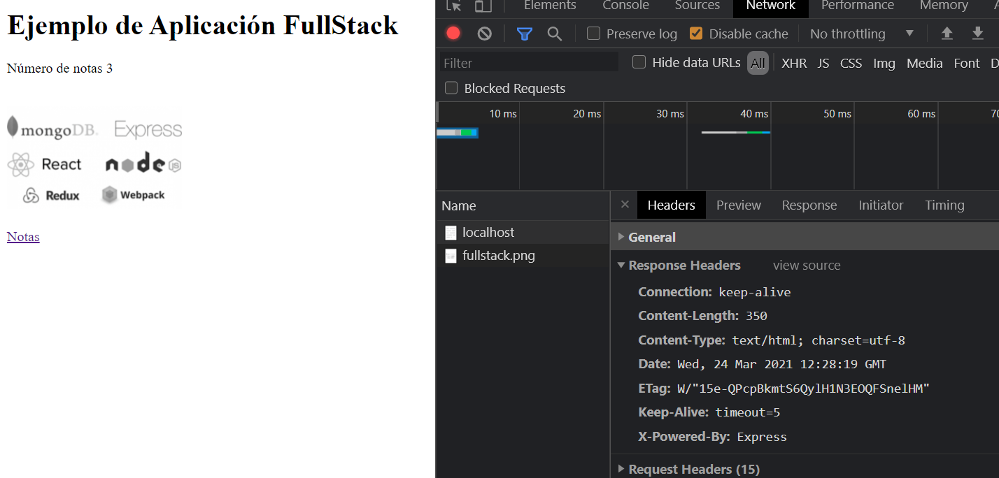 Ejemplo de Aplicación FullStack
Número de notas 3
mongoDB. Express
React node JS
Redux Webpack
Notas
Elements Console Sources Network Performance Memory
Preserve log Disable cache No throttling
Filter Hide data URLs All XHR JS CSS Img Media Font D
Blocked Requests
10 ms 20 ms 30 ms 40 ms 50 ms 60 ms 70
Name
localhost
fullstack.png
× Headers Preview Response Initiator Timing
General
Response Headers view source
Connection: keep-alive
Content-Length: 350
Content-Type: text/html; charset=utf-8
Date: Wed, 24 Mar 2021 12:28:19 GMT
ETag: W/"15e-QPcpBkmtS6QylH1N3EOQFSnelHM"
Keep-Alive: timeout=5
X-Powered-By: Express
Request Headers (15)